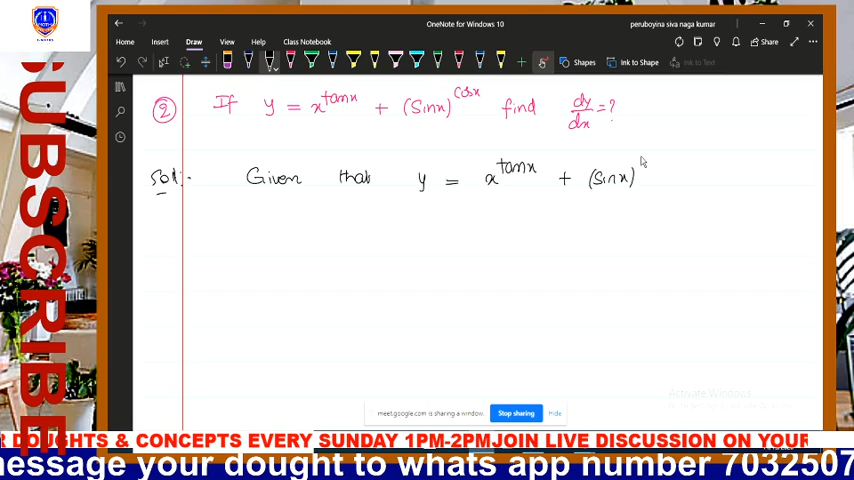 OneNote for Windows 10
peruboyina siva naga kumar
Home Insert Draw View Help Class Notebook
Share
Shapes Ink to Shape Ink to Text
② If y = x^tanx + (Sinx)^Cosx find dy/dx = ?
Sol:- Given that y = x^tanx + (Sinx)
Activate Windows
meet.google.com is sharing a window. Stop sharing Hide
SUBSCRIBE
R DOUGHTS & CONCEPTS EVERY SUNDAY 1PM-2PMJOIN LIVE DISCUSSION ON YOUR
essage your dought to whats app number 7032507